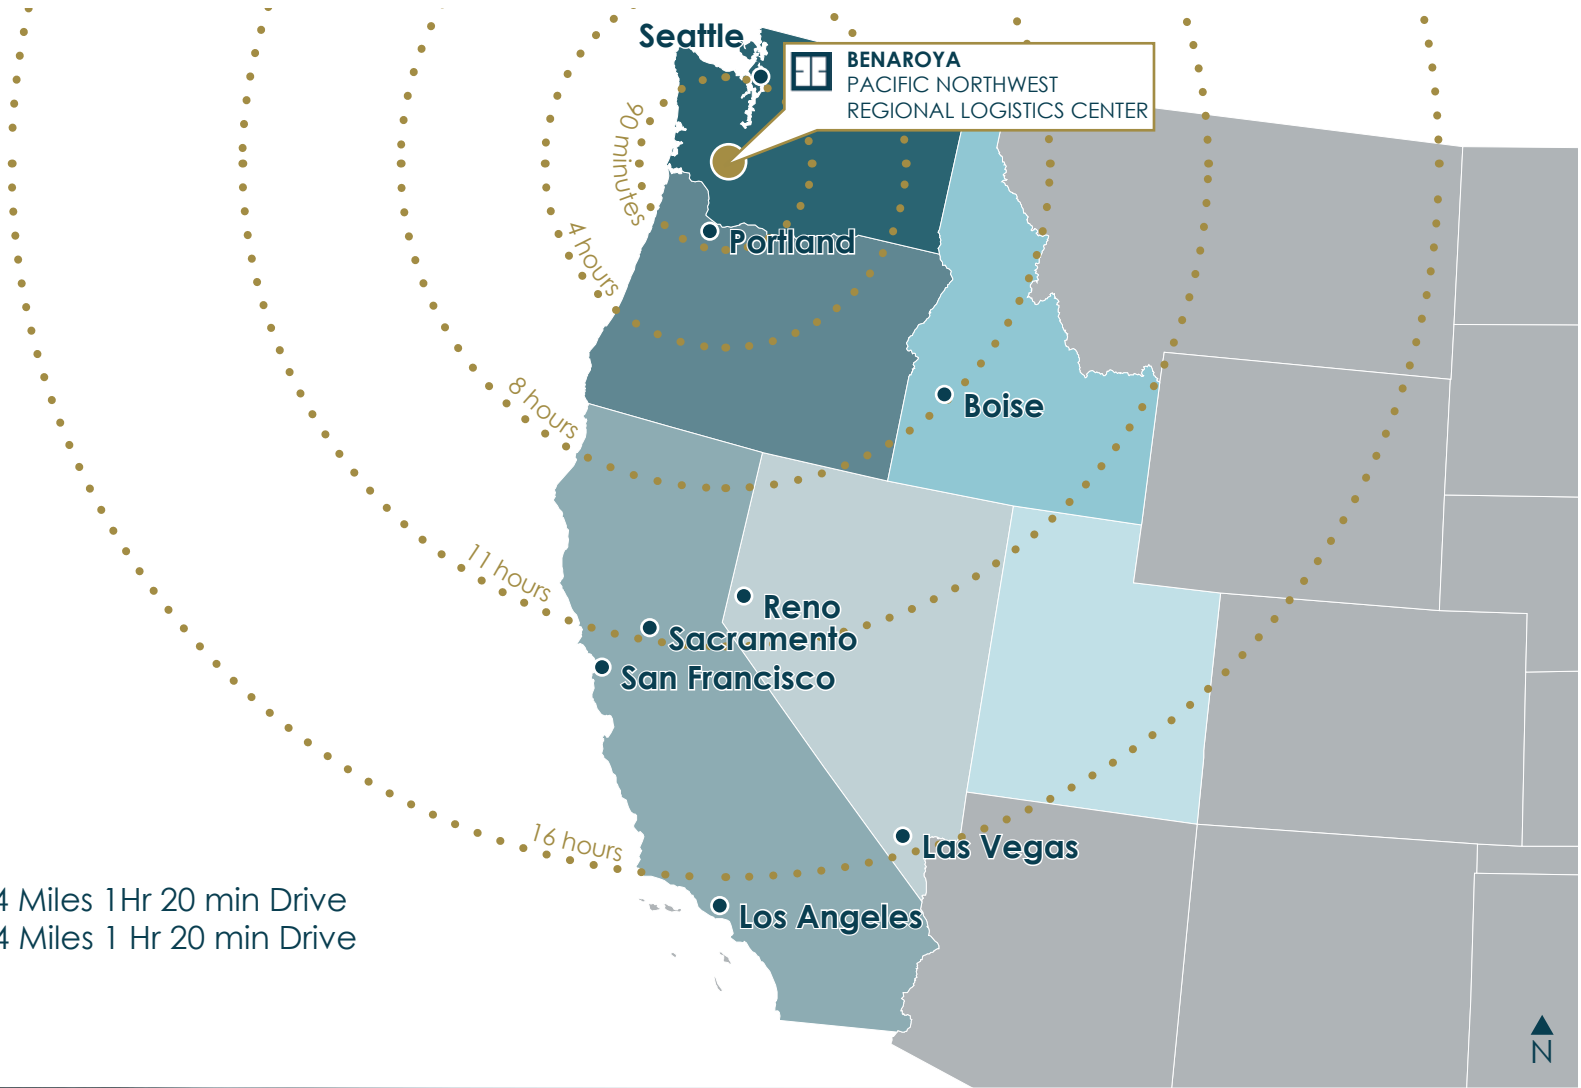 Seattle
BENAROYA
PACIFIC NORTHWEST
REGIONAL LOGISTICS CENTER
90 minutes
Portland
4 hours
8 hours
Boise
11 hours
Reno
Sacramento
San Francisco
16 hours
Las Vegas
4 Miles 1Hr 20 min Drive
4 Miles 1 Hr 20 min Drive
Los Angeles
N